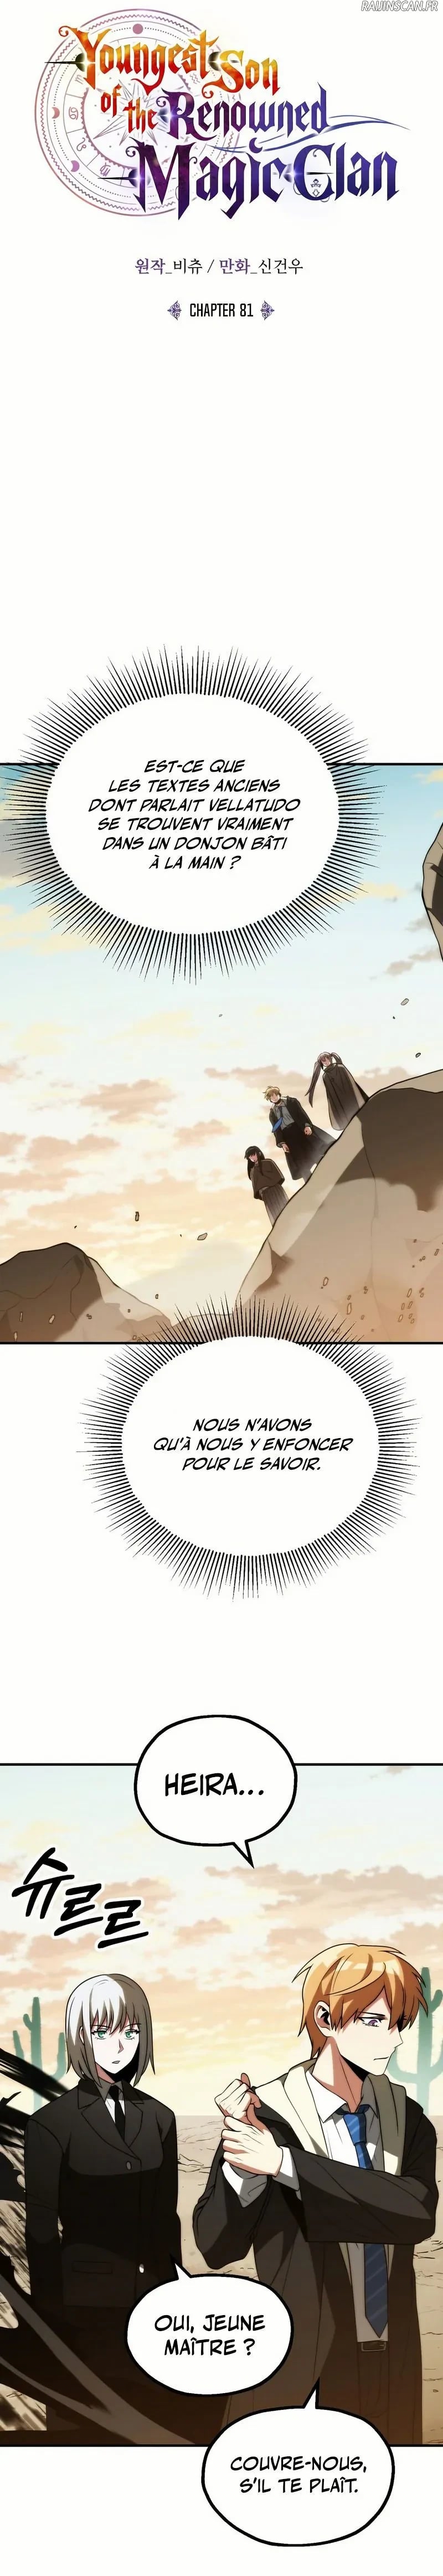 RAIJINSCAN.FR
Youngest Son
of the Renowned
Magic Clan
원작_비츄 / 만화_신건우
CHAPTER 81
EST-CE QUE
LES TEXTES ANCIENS
DONT PARLAIT VELLATUDO
SE TROUVENT VRAIMENT
DANS UN DONJON BÂTI
À LA MAIN ?
NOUS N'AVONS
QU'À NOUS Y ENFONCER
POUR LE SAVOIR.
HEIRA...
슈르르
OUI, JEUNE
MAÎTRE ?
COUVRE-NOUS,
S'IL TE PLAÎT.